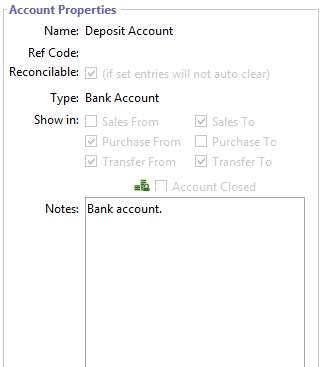 Account Properties
Name: Deposit Account
Ref Code:
Reconcilable: (if set entries will not auto clear)
Type: Bank Account
Show in: Sales From Sales To
Purchase From Purchase To
Transfer From Transfer To
Account Closed
Notes: Bank account.